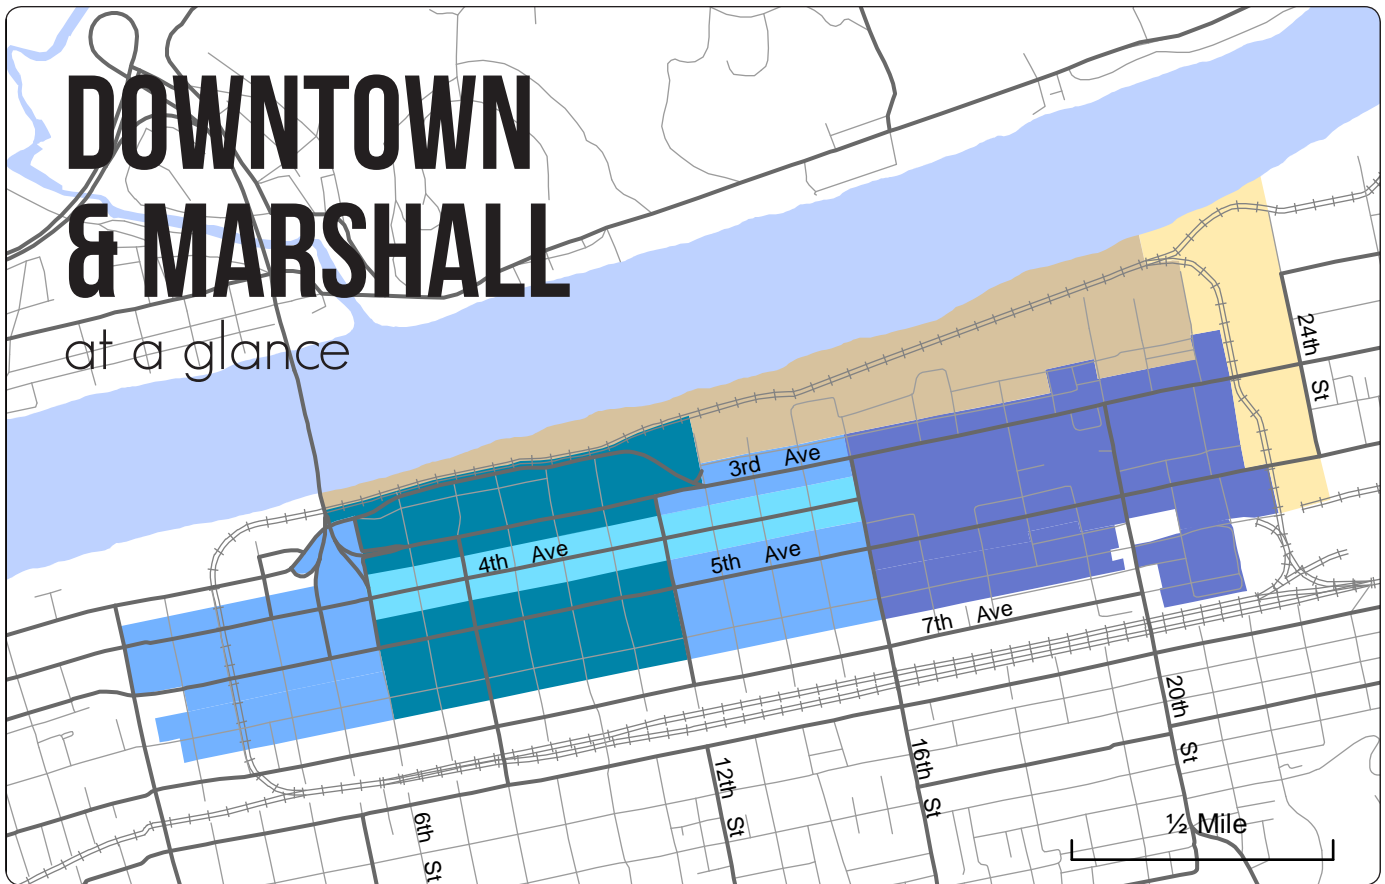 DOWNTOWN
& MARSHALL
at a glance
24th St
3rd Ave
4th Ave
5th Ave
7th Ave
20th St
16th St
12th St
6th St
½ Mile